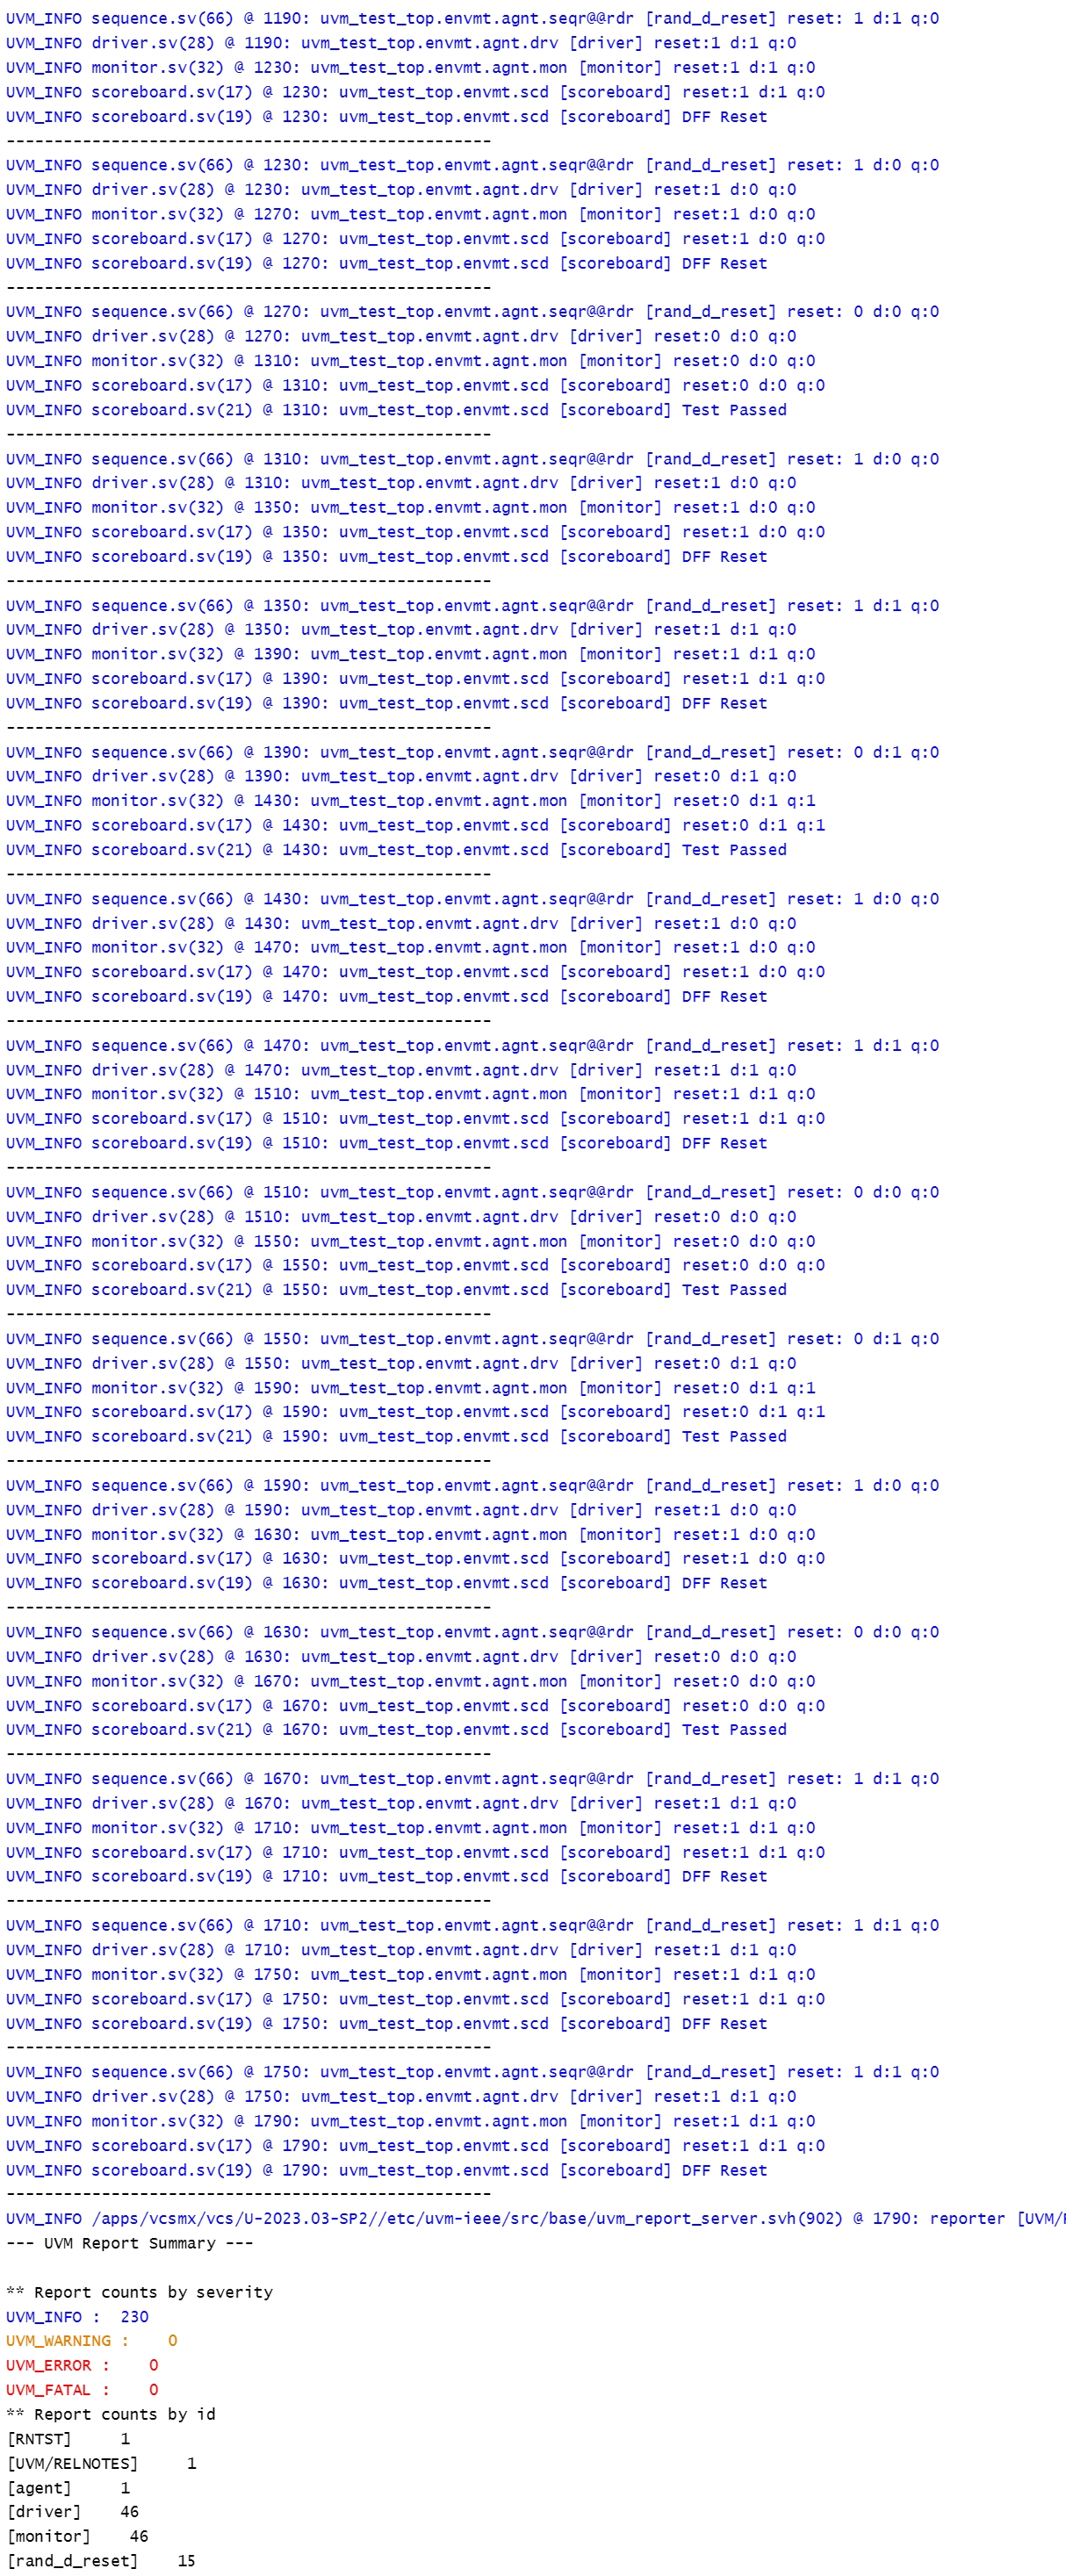 UVM_INFO sequence.sv(66) @ 1190: uvm_test_top.envmt.agnt.seqr@@rdr [rand_d_reset] reset: 1 d:1 q:0
UVM_INFO driver.sv(28) @ 1190: uvm_test_top.envmt.agnt.drv [driver] reset:1 d:1 q:0
UVM_INFO monitor.sv(32) @ 1230: uvm_test_top.envmt.agnt.mon [monitor] reset:1 d:1 q:0
UVM_INFO scoreboard.sv(17) @ 1230: uvm_test_top.envmt.scd [scoreboard] reset:1 d:1 q:0
UVM_INFO scoreboard.sv(19) @ 1230: uvm_test_top.envmt.scd [scoreboard] DFF Reset
---------------------------------------------------
UVM_INFO sequence.sv(66) @ 1230: uvm_test_top.envmt.agnt.seqr@@rdr [rand_d_reset] reset: 1 d:0 q:0
UVM_INFO driver.sv(28) @ 1230: uvm_test_top.envmt.agnt.drv [driver] reset:1 d:0 q:0
UVM_INFO monitor.sv(32) @ 1270: uvm_test_top.envmt.agnt.mon [monitor] reset:1 d:0 q:0
UVM_INFO scoreboard.sv(17) @ 1270: uvm_test_top.envmt.scd [scoreboard] reset:1 d:0 q:0
UVM_INFO scoreboard.sv(19) @ 1270: uvm_test_top.envmt.scd [scoreboard] DFF Reset
---------------------------------------------------
UVM_INFO sequence.sv(66) @ 1270: uvm_test_top.envmt.agnt.seqr@@rdr [rand_d_reset] reset: 0 d:0 q:0
UVM_INFO driver.sv(28) @ 1270: uvm_test_top.envmt.agnt.drv [driver] reset:0 d:0 q:0
UVM_INFO monitor.sv(32) @ 1310: uvm_test_top.envmt.agnt.mon [monitor] reset:0 d:0 q:0
UVM_INFO scoreboard.sv(17) @ 1310: uvm_test_top.envmt.scd [scoreboard] reset:0 d:0 q:0
UVM_INFO scoreboard.sv(21) @ 1310: uvm_test_top.envmt.scd [scoreboard] Test Passed
---------------------------------------------------
UVM_INFO sequence.sv(66) @ 1310: uvm_test_top.envmt.agnt.seqr@@rdr [rand_d_reset] reset: 1 d:0 q:0
UVM_INFO driver.sv(28) @ 1310: uvm_test_top.envmt.agnt.drv [driver] reset:1 d:0 q:0
UVM_INFO monitor.sv(32) @ 1350: uvm_test_top.envmt.agnt.mon [monitor] reset:1 d:0 q:0
UVM_INFO scoreboard.sv(17) @ 1350: uvm_test_top.envmt.scd [scoreboard] reset:1 d:0 q:0
UVM_INFO scoreboard.sv(19) @ 1350: uvm_test_top.envmt.scd [scoreboard] DFF Reset
---------------------------------------------------
UVM_INFO sequence.sv(66) @ 1350: uvm_test_top.envmt.agnt.seqr@@rdr [rand_d_reset] reset: 1 d:1 q:0
UVM_INFO driver.sv(28) @ 1350: uvm_test_top.envmt.agnt.drv [driver] reset:1 d:1 q:0
UVM_INFO monitor.sv(32) @ 1390: uvm_test_top.envmt.agnt.mon [monitor] reset:1 d:1 q:0
UVM_INFO scoreboard.sv(17) @ 1390: uvm_test_top.envmt.scd [scoreboard] reset:1 d:1 q:0
UVM_INFO scoreboard.sv(19) @ 1390: uvm_test_top.envmt.scd [scoreboard] DFF Reset
---------------------------------------------------
UVM_INFO sequence.sv(66) @ 1390: uvm_test_top.envmt.agnt.seqr@@rdr [rand_d_reset] reset: 0 d:1 q:0
UVM_INFO driver.sv(28) @ 1390: uvm_test_top.envmt.agnt.drv [driver] reset:0 d:1 q:0
UVM_INFO monitor.sv(32) @ 1430: uvm_test_top.envmt.agnt.mon [monitor] reset:0 d:1 q:1
UVM_INFO scoreboard.sv(17) @ 1430: uvm_test_top.envmt.scd [scoreboard] reset:0 d:1 q:1
UVM_INFO scoreboard.sv(21) @ 1430: uvm_test_top.envmt.scd [scoreboard] Test Passed
---------------------------------------------------
UVM_INFO sequence.sv(66) @ 1430: uvm_test_top.envmt.agnt.seqr@@rdr [rand_d_reset] reset: 1 d:0 q:0
UVM_INFO driver.sv(28) @ 1430: uvm_test_top.envmt.agnt.drv [driver] reset:1 d:0 q:0
UVM_INFO monitor.sv(32) @ 1470: uvm_test_top.envmt.agnt.mon [monitor] reset:1 d:0 q:0
UVM_INFO scoreboard.sv(17) @ 1470: uvm_test_top.envmt.scd [scoreboard] reset:1 d:0 q:0
UVM_INFO scoreboard.sv(19) @ 1470: uvm_test_top.envmt.scd [scoreboard] DFF Reset
---------------------------------------------------
UVM_INFO sequence.sv(66) @ 1470: uvm_test_top.envmt.agnt.seqr@@rdr [rand_d_reset] reset: 1 d:1 q:0
UVM_INFO driver.sv(28) @ 1470: uvm_test_top.envmt.agnt.drv [driver] reset:1 d:1 q:0
UVM_INFO monitor.sv(32) @ 1510: uvm_test_top.envmt.agnt.mon [monitor] reset:1 d:1 q:0
UVM_INFO scoreboard.sv(17) @ 1510: uvm_test_top.envmt.scd [scoreboard] reset:1 d:1 q:0
UVM_INFO scoreboard.sv(19) @ 1510: uvm_test_top.envmt.scd [scoreboard] DFF Reset
---------------------------------------------------
UVM_INFO sequence.sv(66) @ 1510: uvm_test_top.envmt.agnt.seqr@@rdr [rand_d_reset] reset: 0 d:0 q:0
UVM_INFO driver.sv(28) @ 1510: uvm_test_top.envmt.agnt.drv [driver] reset:0 d:0 q:0
UVM_INFO monitor.sv(32) @ 1550: uvm_test_top.envmt.agnt.mon [monitor] reset:0 d:0 q:0
UVM_INFO scoreboard.sv(17) @ 1550: uvm_test_top.envmt.scd [scoreboard] reset:0 d:0 q:0
UVM_INFO scoreboard.sv(21) @ 1550: uvm_test_top.envmt.scd [scoreboard] Test Passed
---------------------------------------------------
UVM_INFO sequence.sv(66) @ 1550: uvm_test_top.envmt.agnt.seqr@@rdr [rand_d_reset] reset: 0 d:1 q:0
UVM_INFO driver.sv(28) @ 1550: uvm_test_top.envmt.agnt.drv [driver] reset:0 d:1 q:0
UVM_INFO monitor.sv(32) @ 1590: uvm_test_top.envmt.agnt.mon [monitor] reset:0 d:1 q:1
UVM_INFO scoreboard.sv(17) @ 1590: uvm_test_top.envmt.scd [scoreboard] reset:0 d:1 q:1
UVM_INFO scoreboard.sv(21) @ 1590: uvm_test_top.envmt.scd [scoreboard] Test Passed
---------------------------------------------------
UVM_INFO sequence.sv(66) @ 1590: uvm_test_top.envmt.agnt.seqr@@rdr [rand_d_reset] reset: 1 d:0 q:0
UVM_INFO driver.sv(28) @ 1590: uvm_test_top.envmt.agnt.drv [driver] reset:1 d:0 q:0
UVM_INFO monitor.sv(32) @ 1630: uvm_test_top.envmt.agnt.mon [monitor] reset:1 d:0 q:0
UVM_INFO scoreboard.sv(17) @ 1630: uvm_test_top.envmt.scd [scoreboard] reset:1 d:0 q:0
UVM_INFO scoreboard.sv(19) @ 1630: uvm_test_top.envmt.scd [scoreboard] DFF Reset
---------------------------------------------------
UVM_INFO sequence.sv(66) @ 1630: uvm_test_top.envmt.agnt.seqr@@rdr [rand_d_reset] reset: 0 d:0 q:0
UVM_INFO driver.sv(28) @ 1630: uvm_test_top.envmt.agnt.drv [driver] reset:0 d:0 q:0
UVM_INFO monitor.sv(32) @ 1670: uvm_test_top.envmt.agnt.mon [monitor] reset:0 d:0 q:0
UVM_INFO scoreboard.sv(17) @ 1670: uvm_test_top.envmt.scd [scoreboard] reset:0 d:0 q:0
UVM_INFO scoreboard.sv(21) @ 1670: uvm_test_top.envmt.scd [scoreboard] Test Passed
---------------------------------------------------
UVM_INFO sequence.sv(66) @ 1670: uvm_test_top.envmt.agnt.seqr@@rdr [rand_d_reset] reset: 1 d:1 q:0
UVM_INFO driver.sv(28) @ 1670: uvm_test_top.envmt.agnt.drv [driver] reset:1 d:1 q:0
UVM_INFO monitor.sv(32) @ 1710: uvm_test_top.envmt.agnt.mon [monitor] reset:1 d:1 q:0
UVM_INFO scoreboard.sv(17) @ 1710: uvm_test_top.envmt.scd [scoreboard] reset:1 d:1 q:0
UVM_INFO scoreboard.sv(19) @ 1710: uvm_test_top.envmt.scd [scoreboard] DFF Reset
---------------------------------------------------
UVM_INFO sequence.sv(66) @ 1710: uvm_test_top.envmt.agnt.seqr@@rdr [rand_d_reset] reset: 1 d:1 q:0
UVM_INFO driver.sv(28) @ 1710: uvm_test_top.envmt.agnt.drv [driver] reset:1 d:1 q:0
UVM_INFO monitor.sv(32) @ 1750: uvm_test_top.envmt.agnt.mon [monitor] reset:1 d:1 q:0
UVM_INFO scoreboard.sv(17) @ 1750: uvm_test_top.envmt.scd [scoreboard] reset:1 d:1 q:0
UVM_INFO scoreboard.sv(19) @ 1750: uvm_test_top.envmt.scd [scoreboard] DFF Reset
---------------------------------------------------
UVM_INFO sequence.sv(66) @ 1750: uvm_test_top.envmt.agnt.seqr@@rdr [rand_d_reset] reset: 1 d:1 q:0
UVM_INFO driver.sv(28) @ 1750: uvm_test_top.envmt.agnt.drv [driver] reset:1 d:1 q:0
UVM_INFO monitor.sv(32) @ 1790: uvm_test_top.envmt.agnt.mon [monitor] reset:1 d:1 q:0
UVM_INFO scoreboard.sv(17) @ 1790: uvm_test_top.envmt.scd [scoreboard] reset:1 d:1 q:0
UVM_INFO scoreboard.sv(19) @ 1790: uvm_test_top.envmt.scd [scoreboard] DFF Reset
---------------------------------------------------
UVM_INFO /apps/vcsmx/vcs/U-2023.03-SP2//etc/uvm-ieee/src/base/uvm_report_server.svh(902) @ 1790: reporter [UVM/
--- UVM Report Summary ---
** Report counts by severity
UVM_INFO : 230
UVM_WARNING : 0
UVM_ERROR : 0
UVM_FATAL : 0
** Report counts by id
[RNTST] 1
[UVM/RELNOTES] 1
[agent] 1
[driver] 46
[monitor] 46
[rand_d_reset] 15